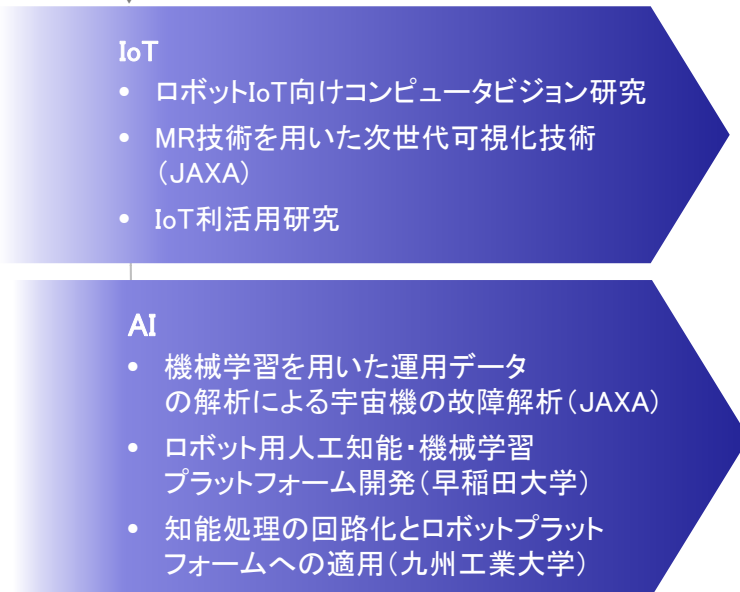 IoT
• ロボットIoT向けコンピュータビジョン研究
• MR技術を用いた次世代可視化技術
（JAXA）
• IoT利活用研究
AI
• 機械学習を用いた運用データ
の解析による宇宙機の故障解析（JAXA）
• ロボット用人工知能・機械学習
プラットフォーム開発（早稲田大学）
• 知能処理の回路化とロボットプラット
フォームへの適用（九州工業大学）